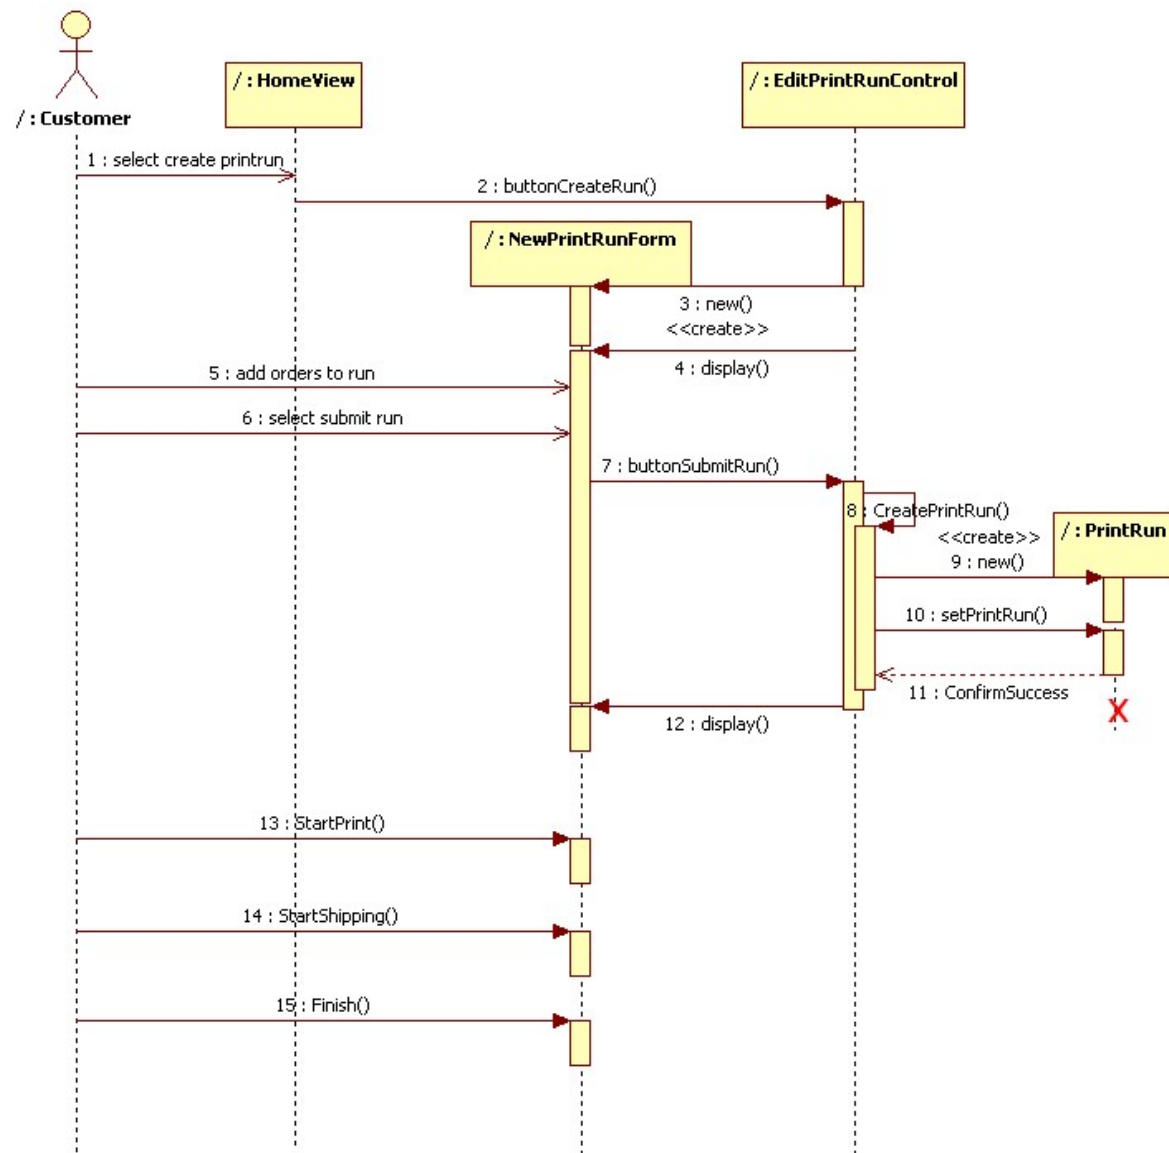 / : Customer
/ : HomeView
/ : EditPrintRunControl
1 : select create printrun
2 : buttonCreateRun()
/ : NewPrintRunForm
3 : new()
<<create>>
4 : display()
5 : add orders to run
6 : select submit run
7 : buttonSubmitRun()
8 : CreatePrintRun()
<<create>>
/ : PrintRun
9 : new()
10 : setPrintRun()
11 : ConfirmSuccess
X
12 : display()
13 : StartPrint()
14 : StartShipping()
15 : Finish()